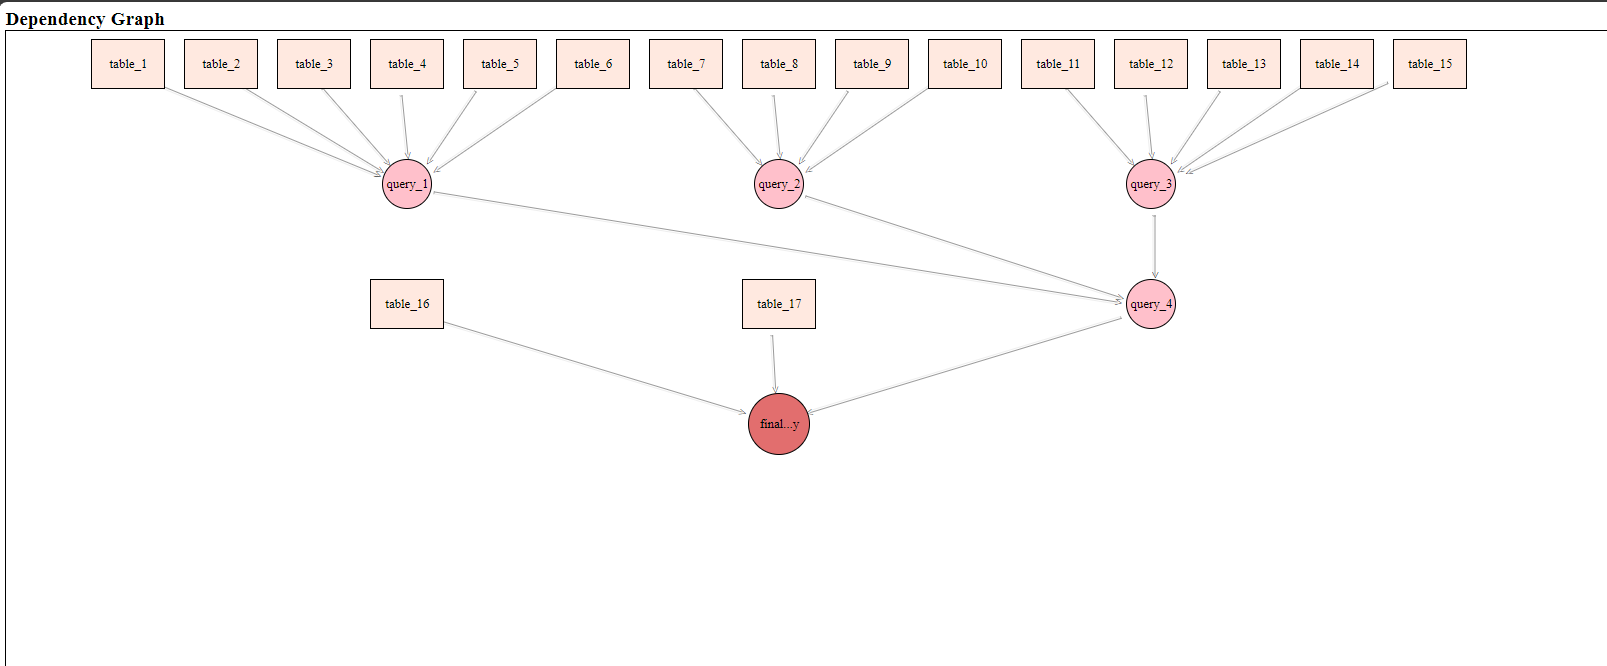 Dependency Graph
table_1 table_2 table_3 table_4 table_5 table_6 table_7 table_8 table_9 table_10 table_11 table_12 table_13 table_14 table_15
query_1 query_2 query_3
table_16 table_17 query_4
final...y